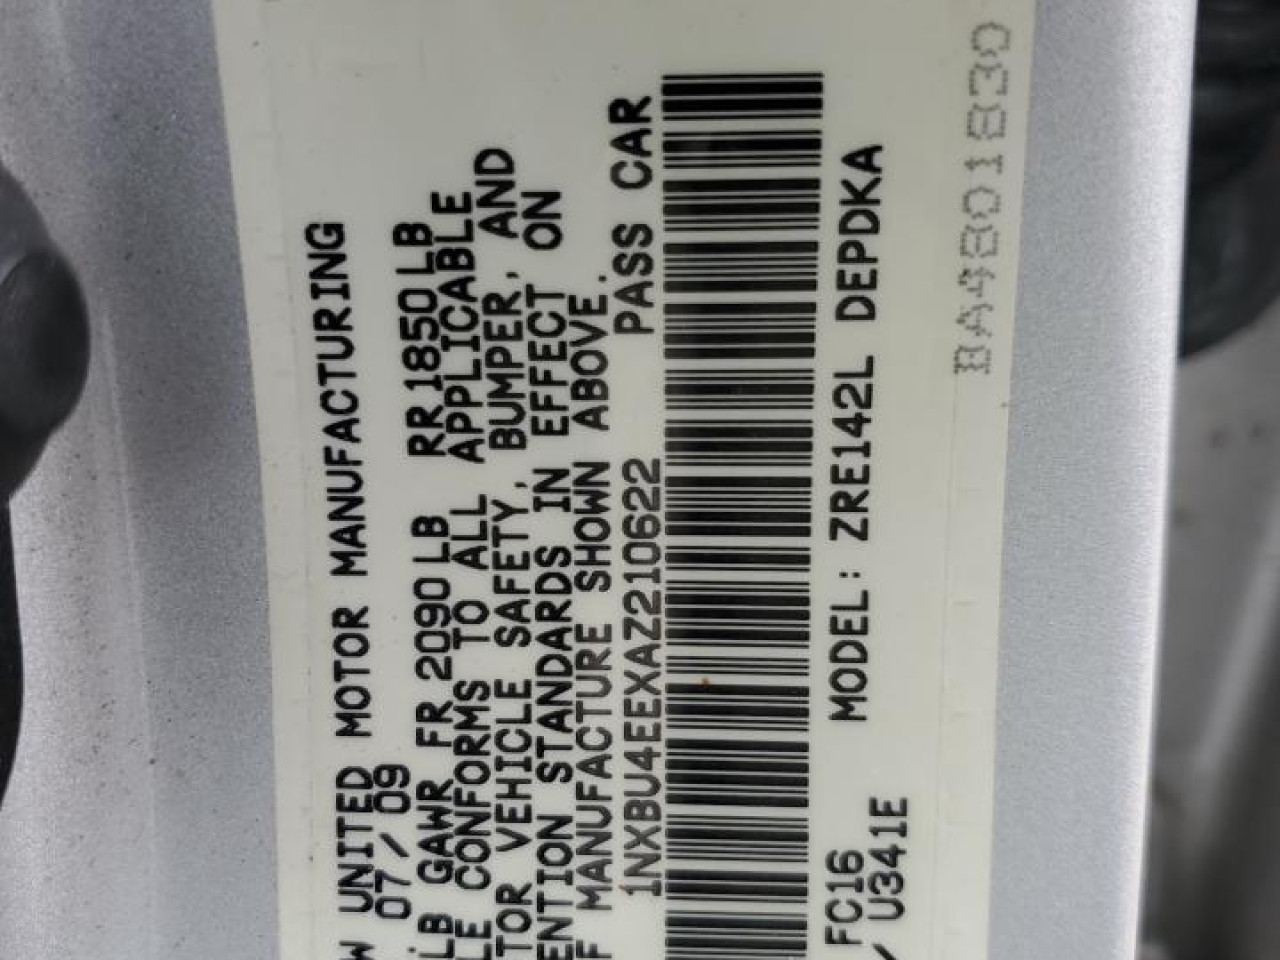 W UNITED MOTOR MANUFACTURING
07/09
LB GAWR FR 2090 LB RR 1850 LB
LE CONFORMS TO ALL APPLICABLE
TOR VEHICLE SAFETY, BUMPER, AND
ENTION STANDARDS IN EFFECT ON
F MANUFACTURE SHOWN ABOVE.
1NXBU4EEXAZ210622 PASS CAR
FC16 MODEL: ZRE142L DEPDKA
/ U341E
BA4801830